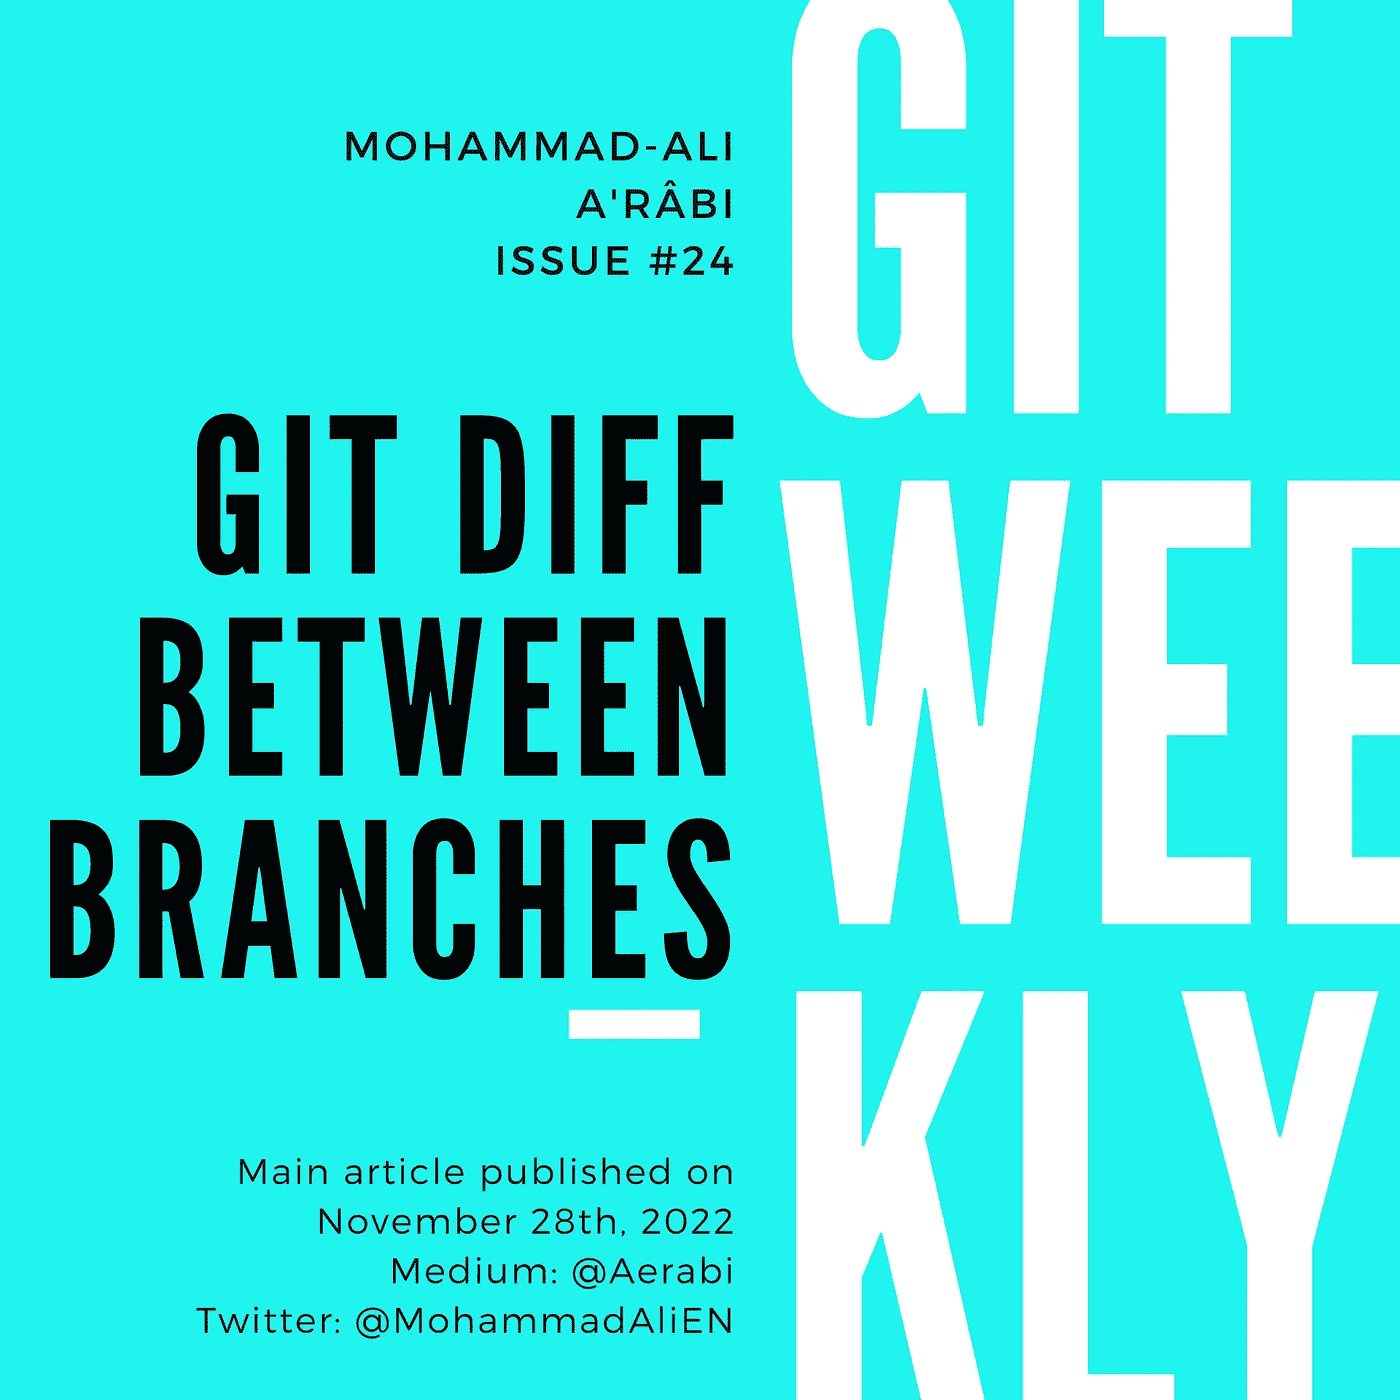 MOHAMMAD-ALI
A'RÂBI
ISSUE #24
GIT DIFF
BETWEEN
BRANCHES
Main article published on
November 28th, 2022
Medium: @Aerabi
Twitter: @MohammadAliEN
GIT
WEE
KLY